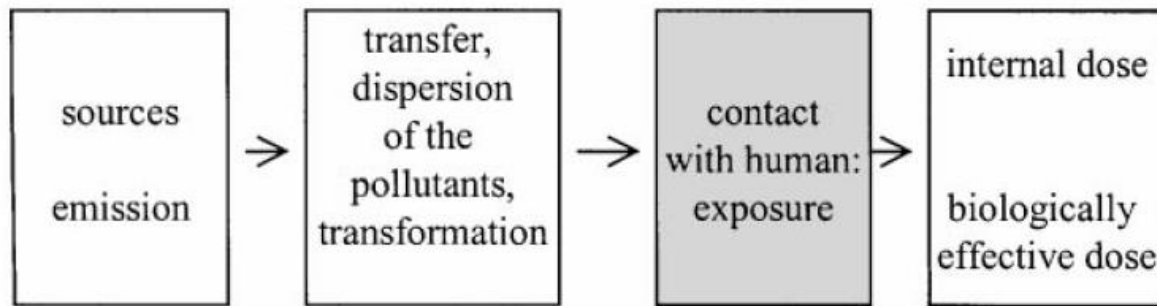 sources
emission
transfer,
dispersion
of the
pollutants,
transformation
contact
with human:
exposure
internal dose
biologically
effective dose